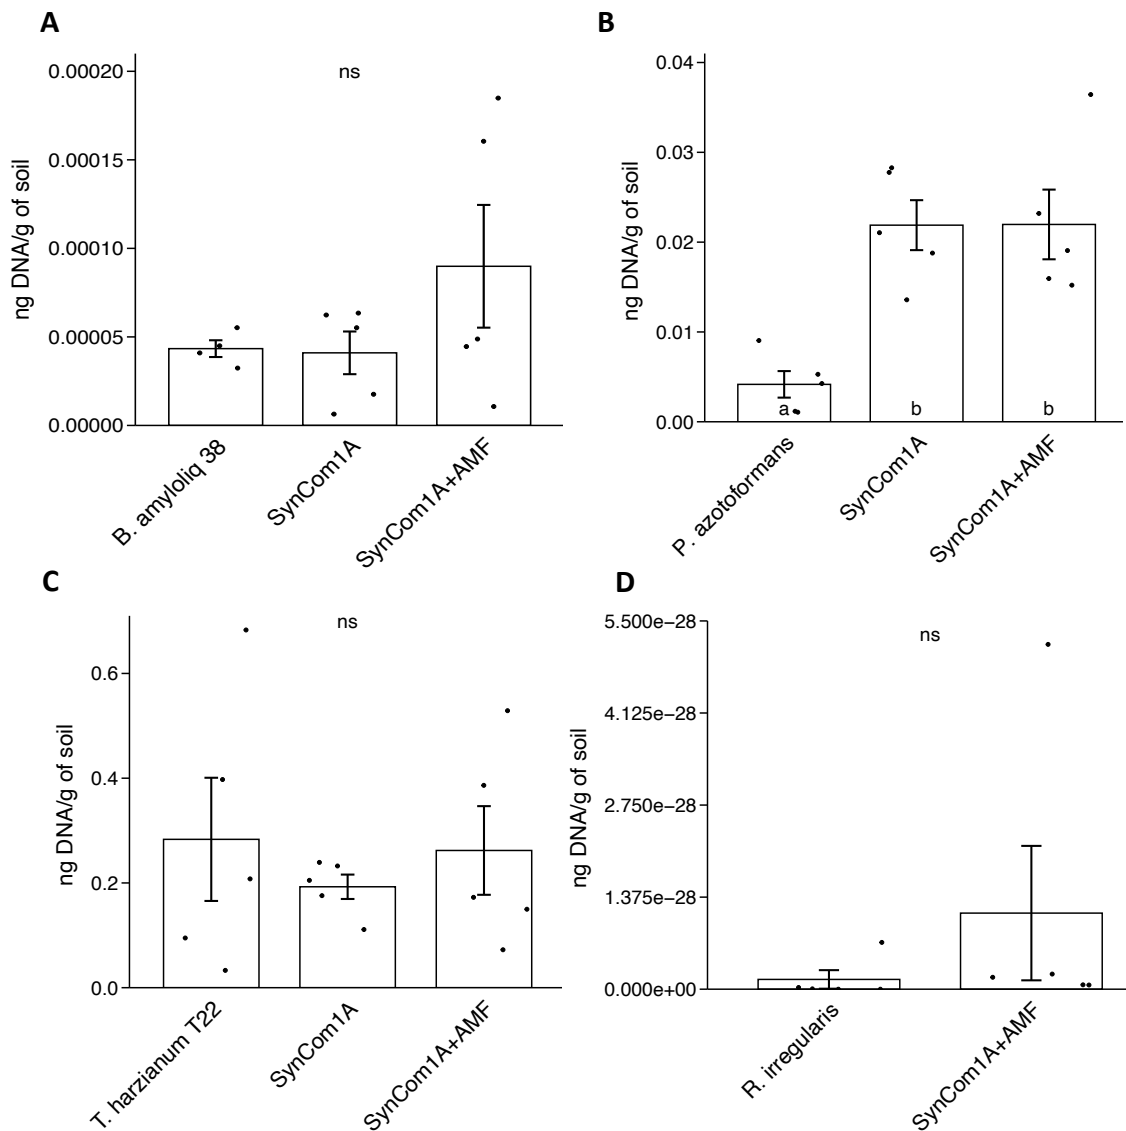 A
ng DNA/g of soil
0.00020
0.00015
0.00010
0.00005
0.00000
ns
B. amyloliq 38
SynCom1A
SynCom1A+AMF
B
ng DNA/g of soil
0.04
0.03
0.02
0.01
0.00
a
b
b
P. azotoformans
SynCom1A
SynCom1A+AMF
C
ng DNA/g of soil
0.6
0.4
0.2
0.0
ns
T. harzianum T22
SynCom1A
SynCom1A+AMF
D
ng DNA/g of soil
5.500e−28
4.125e−28
2.750e−28
1.375e−28
0.000e+00
ns
R. irregularis
SynCom1A+AMF